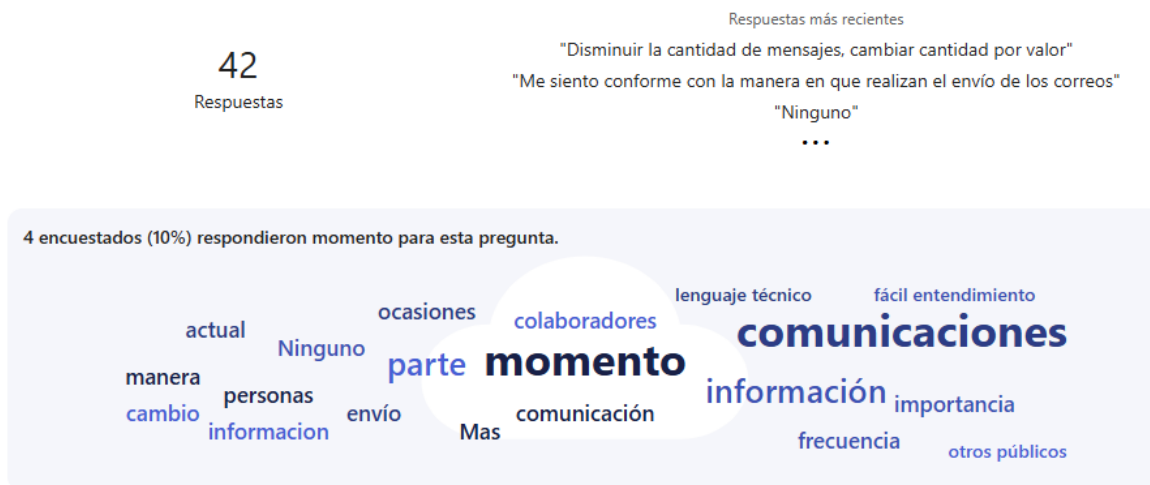 42
Respuestas
Respuestas más recientes
"Disminuir la cantidad de mensajes, cambiar cantidad por valor"
"Me siento conforme con la manera en que realizan el envío de los correos"
"Ninguno"
...
4 encuestados (10%) respondieron momento para esta pregunta.
lenguaje técnico
fácil entendimiento
ocasiones
colaboradores
actual
comunicaciones
Ninguno
parte
momento
manera
personas
información
importancia
cambio
envío
comunicación
informacion
Mas
frecuencia
otros públicos